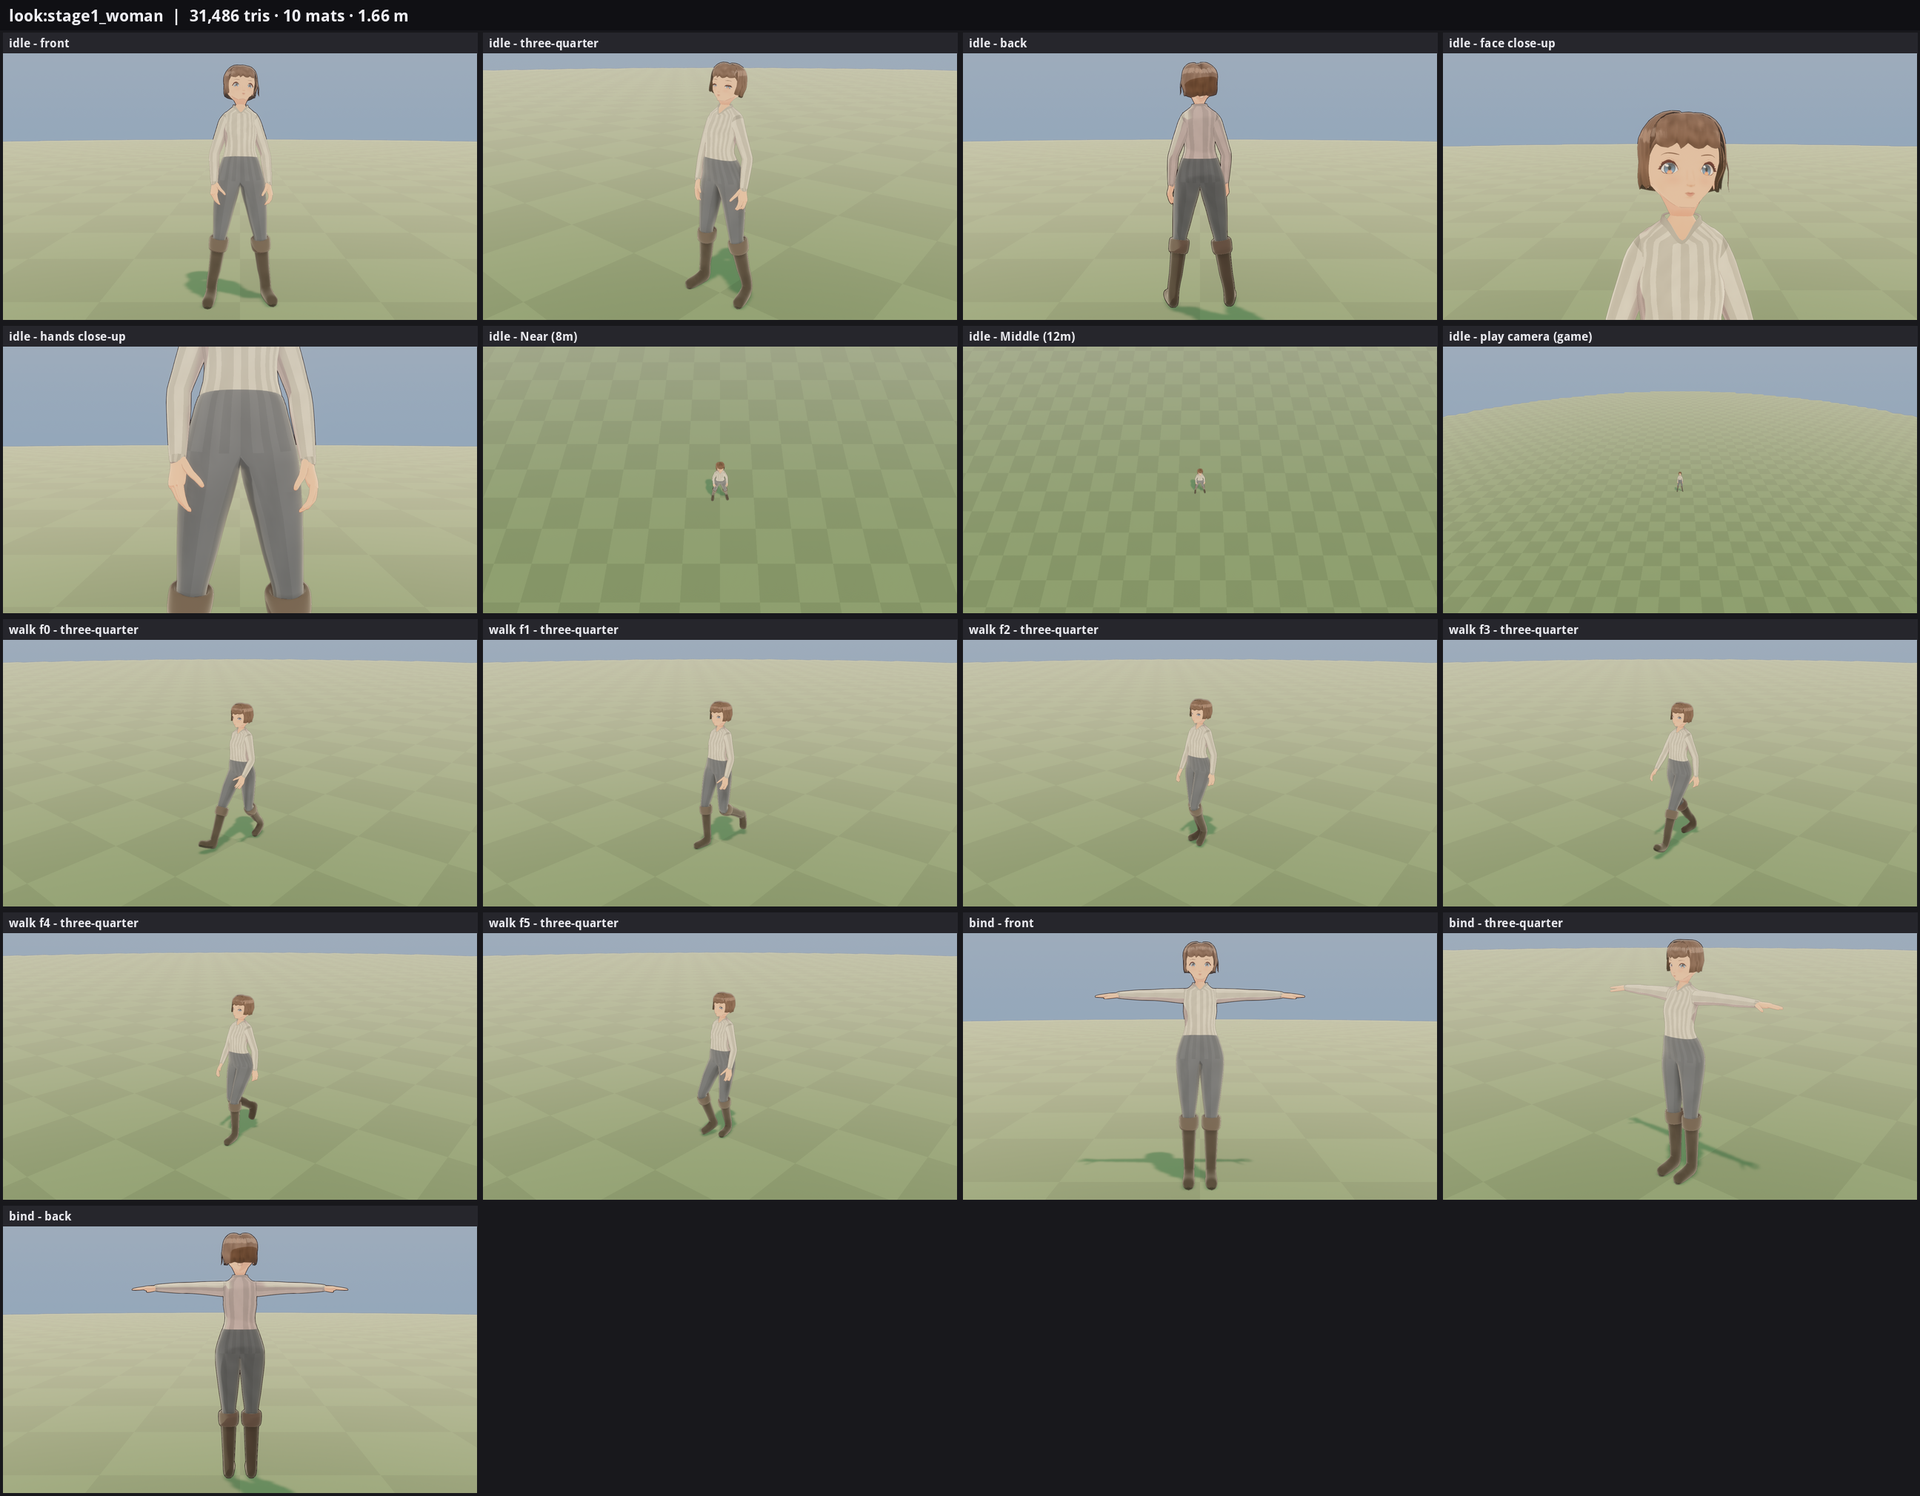 look:stage1_woman | 31,486 tris · 10 mats · 1.66 m
idle - front
idle - three-quarter
idle - back
idle - face close-up
idle - hands close-up
idle - Near (8m)
idle - Middle (12m)
idle - play camera (game)
walk f0 - three-quarter
walk f1 - three-quarter
walk f2 - three-quarter
walk f3 - three-quarter
walk f4 - three-quarter
walk f5 - three-quarter
bind - front
bind - three-quarter
bind - back